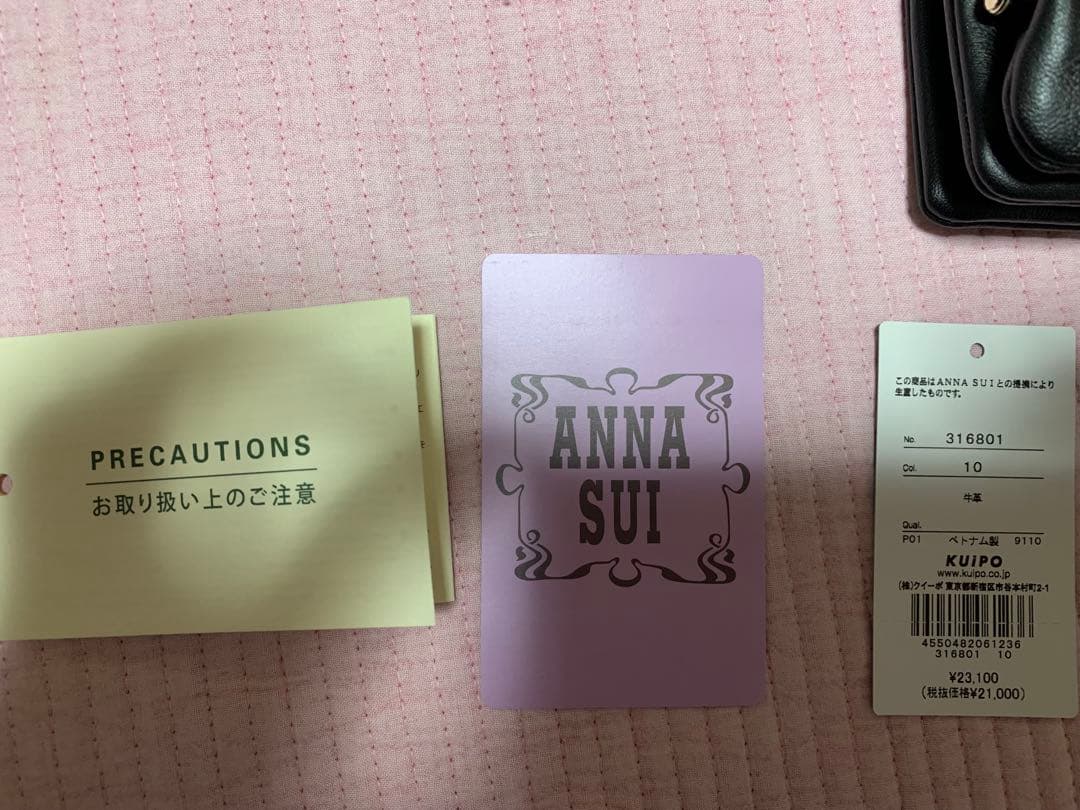 PRECAUTIONS
お取り扱い上のご注意
ANNA
SUI
この商品はANNA SUIとの提携により
生産したものです。
No. 316801
Col. 10
牛革
Qual.
P01 ベトナム製 9110
KUiPO
www.kuipo.co.jp
(株)クイーポ 東京都新宿区市谷本村町2-1
4550482061236
316801 10
¥23,100
(税抜価格¥21,000)